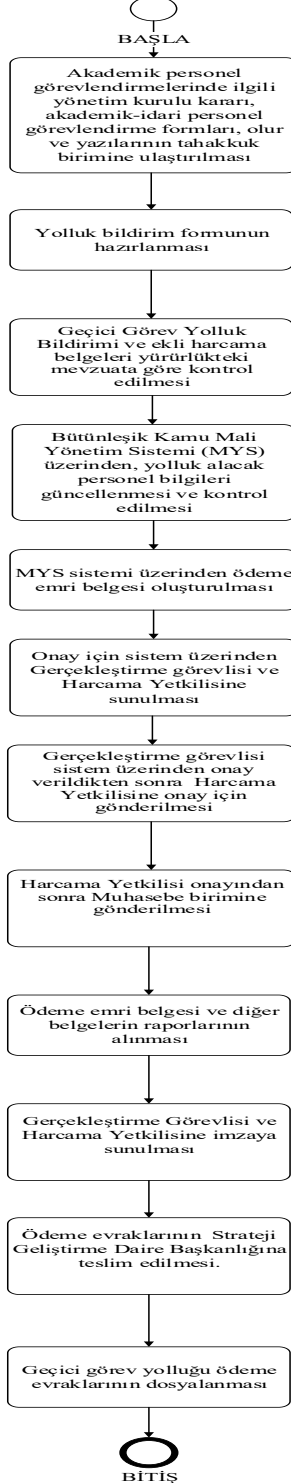 BAŞLA
Akademik personel
görevlendirmelerinde ilgili
yönetim kurulu kararı,
akademik-idari personel
görevlendirme formları, olur
ve yazılarının tahakkuk
birimine ulaştırılması
Yolluk bildirim formunun
hazırlanması
Geçici Görev Yolluk
Bildirimi ve ekli harcama
belgeleri yürürlükteki
mevzuata göre kontrol
edilmesi
Bütünleşik Kamu Mali
Yönetim Sistemi (MYS)
üzerinden, yolluk alacak
personel bilgileri
güncellenmesi ve kontrol
edilmesi
MYS sistemi üzerinden ödeme
emri belgesi oluşturulması
Onay için sistem üzerinden
Gerçekleştirme görevlisi ve
Harcama Yetkilisine
sunulması
Gerçekleştirme görevlisi
sistem üzerinden onay
verildikten sonra Harcama
Yetkilisine onay için
gönderilmesi
Harcama Yetkilisi onayından
sonra Muhasebe birimine
gönderilmesi
Ödeme emri belgesi ve diğer
belgelerin raporlarının
alınması
Gerçekleştirme Görevlisi ve
Harcama Yetkilisine imzaya
sunulması
Ödeme evraklarının Strateji
Geliştirme Daire Başkanlığına
teslim edilmesi.
Geçici görev yolluğu ödeme
evraklarının dosyalanması
BİTİŞ